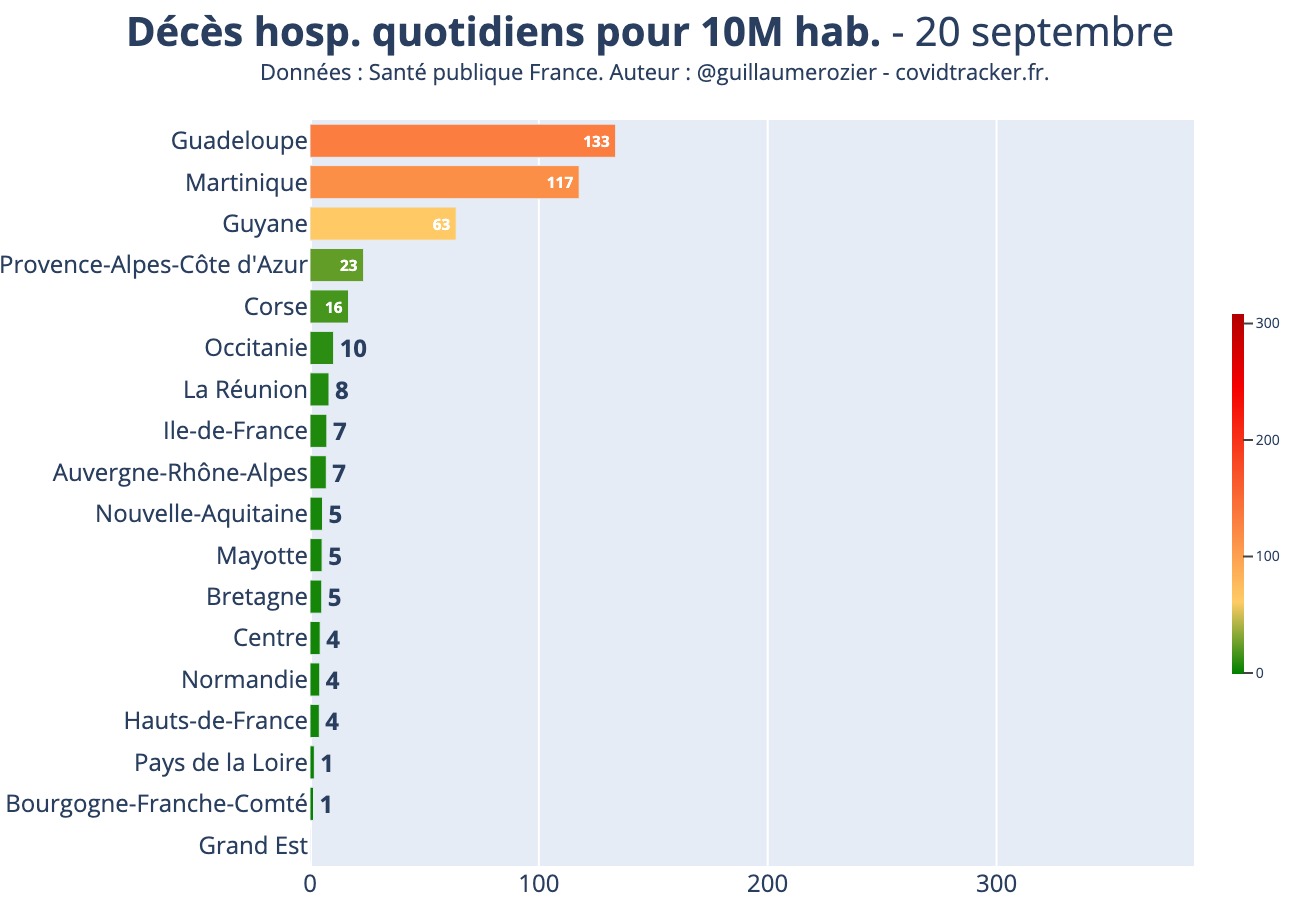 Décès hosp. quotidiens pour 10M hab. - 20 septembre
Données : Santé publique France. Auteur : @guillaumerozier - covidtracker.fr.
Guadeloupe 133
Martinique 117
Guyane 63
Provence-Alpes-Côte d'Azur 23
Corse 16
Occitanie 10
La Réunion 8
Ile-de-France 7
Auvergne-Rhône-Alpes 7
Nouvelle-Aquitaine 5
Mayotte 5
Bretagne 5
Centre 4
Normandie 4
Hauts-de-France 4
Pays de la Loire 1
Bourgogne-Franche-Comté 1
Grand Est
0 100 200 300
300
200
100
0